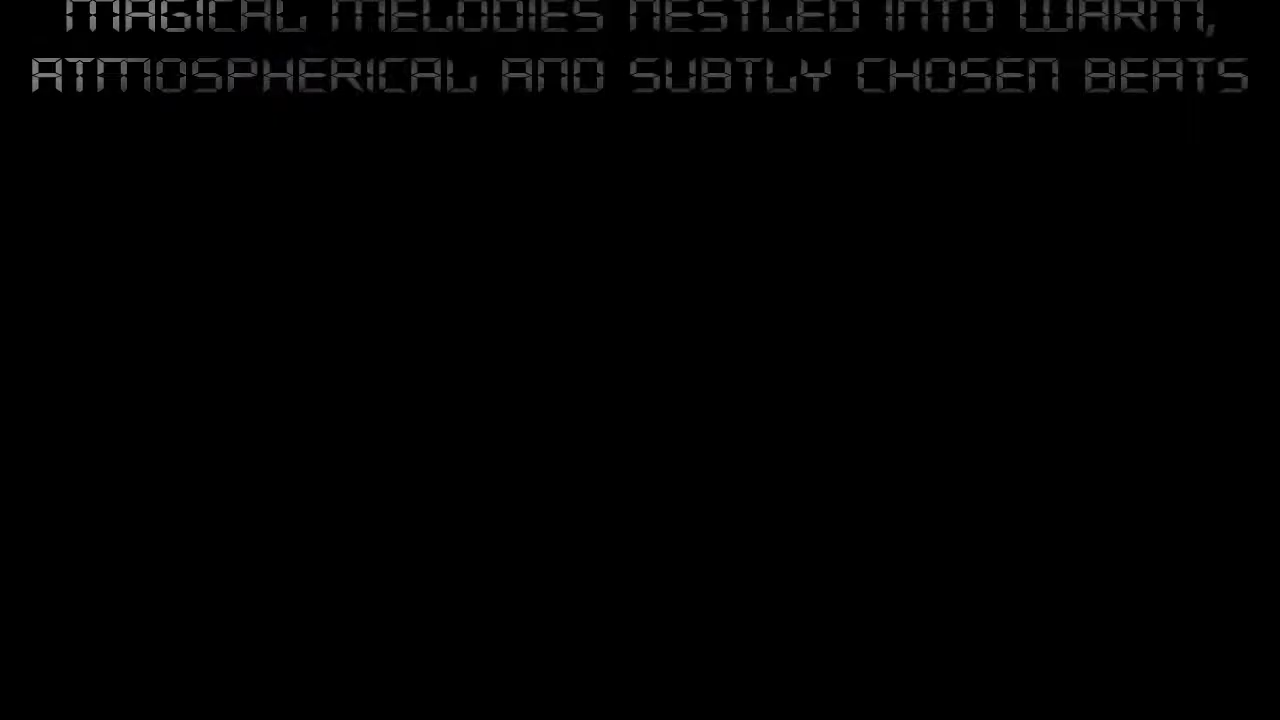 MAGICAL MELODIES NESTLED INTO WARM,
ATMOSPHERICAL AND SUBTLY CHOSEN BEATS